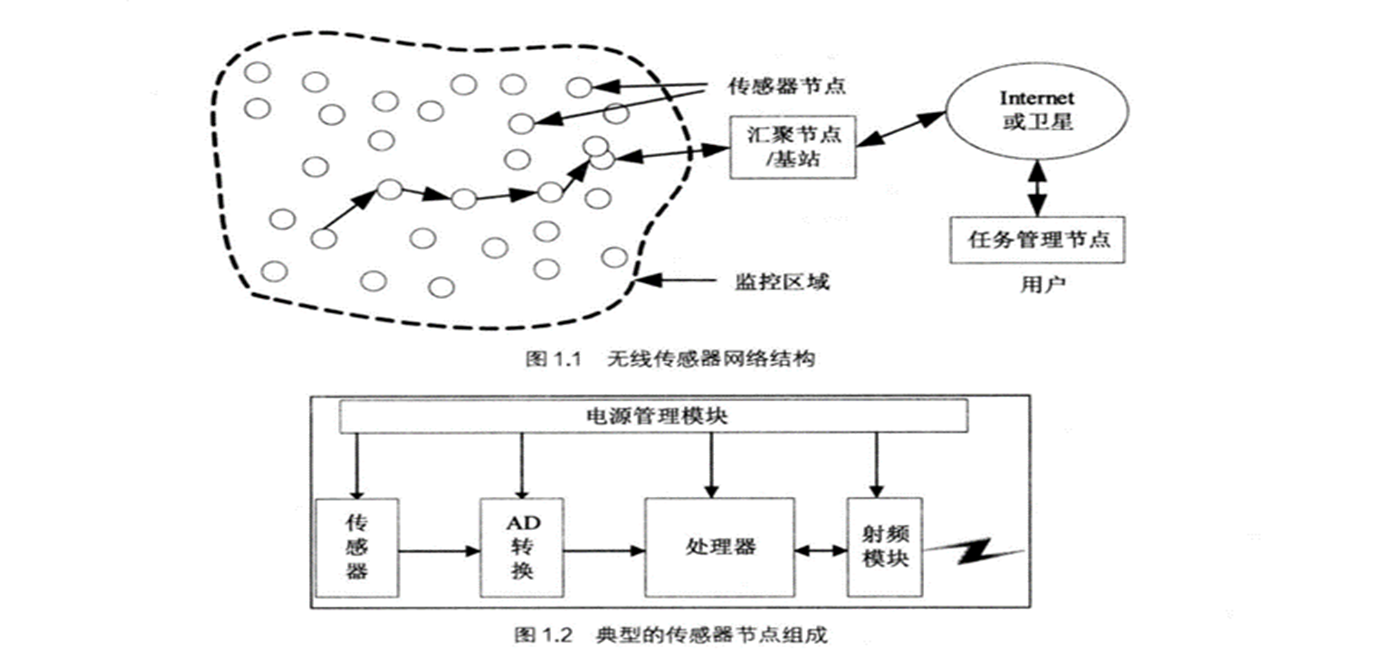 传感器节点
汇聚节点
/基站
Internet
或卫星
任务管理节点
用户
监控区域
图 1.1 无线传感器网络结构
电源管理模块
传
感
器
AD
转
换
处理器
射频
模块
图 1.2 典型的传感器节点组成